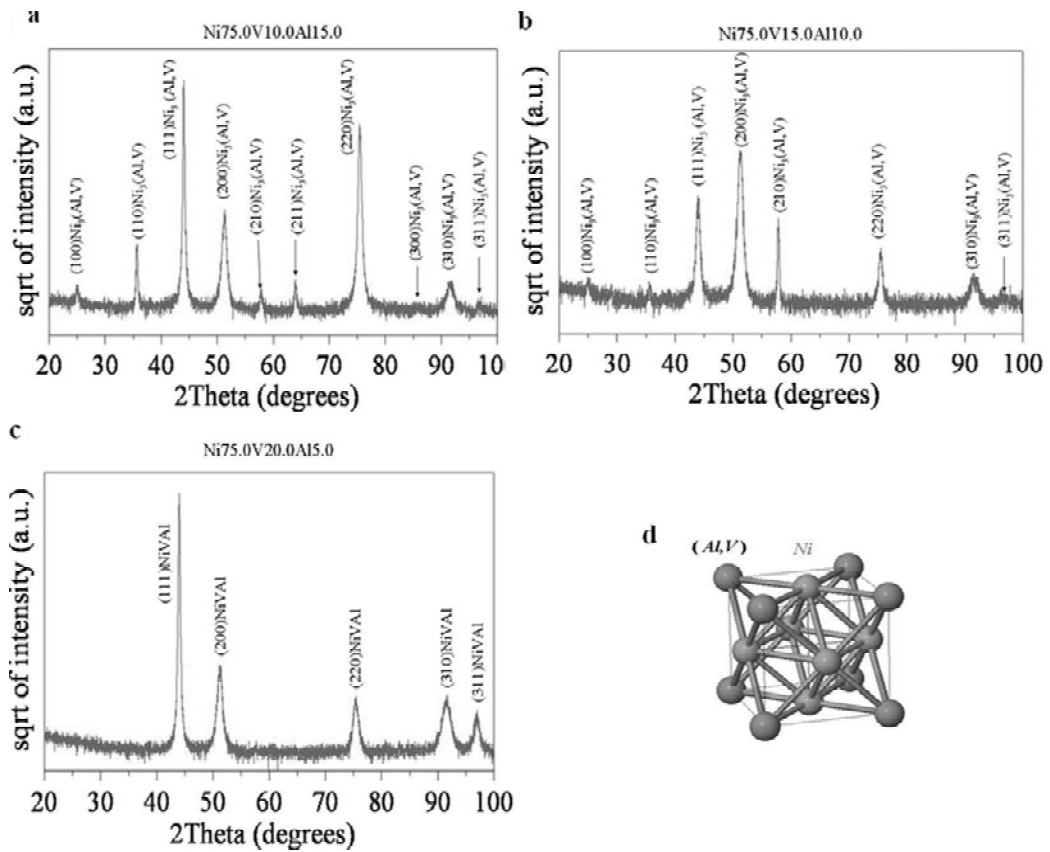 a
Ni75.0V10.0Al15.0
sqrt of intensity (a.u.)
(100)Ni₃(Al,V)
(110)Ni₃(Al,V)
(111)Ni₃(Al,V)
(200)Ni₃(Al,V)
(210)Ni₃(Al,V)
(211)Ni₃(Al,V)
(220)Ni₃(Al,V)
(300)Ni₃(Al,V)
(310)Ni₃(Al,V)
(311)Ni₃(Al,V)
20 30 40 50 60 70 80 90 10
2Theta (degrees)
b
Ni75.0V15.0Al10.0
sqrt of intensity (a.u.)
(100)Ni₃(Al,V)
(110)Ni₃(Al,V)
(111)Ni₃(Al,V)
(200)Ni₃(Al,V)
(210)Ni₃(Al,V)
(220)Ni₃(Al,V)
(310)Ni₃(Al,V)
(311)Ni₃(Al,V)
20 30 40 50 60 70 80 90 100
2Theta (degrees)
c
Ni75.0V20.0Al5.0
sqrt of intensity (a.u.)
(111)NiVAl
(200)NiVAl
(220)NiVAl
(310)NiVAl
(311)NiVAl
20 30 40 50 60 70 80 90 100
2Theta (degrees)
d
(Al,V)
Ni